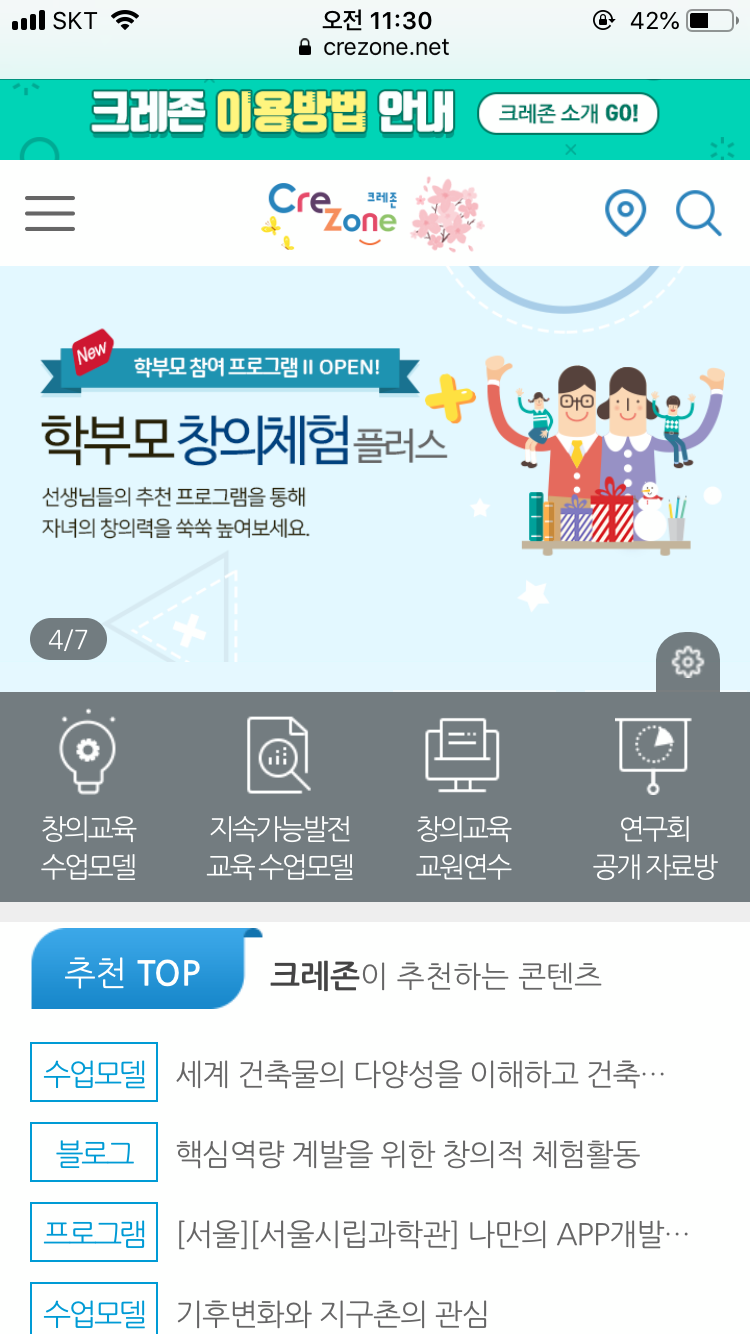 SKT 오전 11:30 42%
crezone.net
크레존 이용방법 안내 크레존 소개 GO!
Cre 크레존
Zone
New 학부모 참여 프로그램 II OPEN!
학부모 창의체험 플러스
선생님들의 추천 프로그램을 통해
자녀의 창의력을 쑥쑥 높여보세요.
4/7
창의교육
수업모델
지속가능발전
교육 수업모델
창의교육
교원연수
연구회
공개 자료방
추천 TOP 크레존이 추천하는 콘텐츠
수업모델 세계 건축물의 다양성을 이해하고 건축…
블로그 핵심역량 계발을 위한 창의적 체험활동
프로그램 [서울][서울시립과학관] 나만의 APP개발…
수업모델 기후변화와 지구촌의 관심